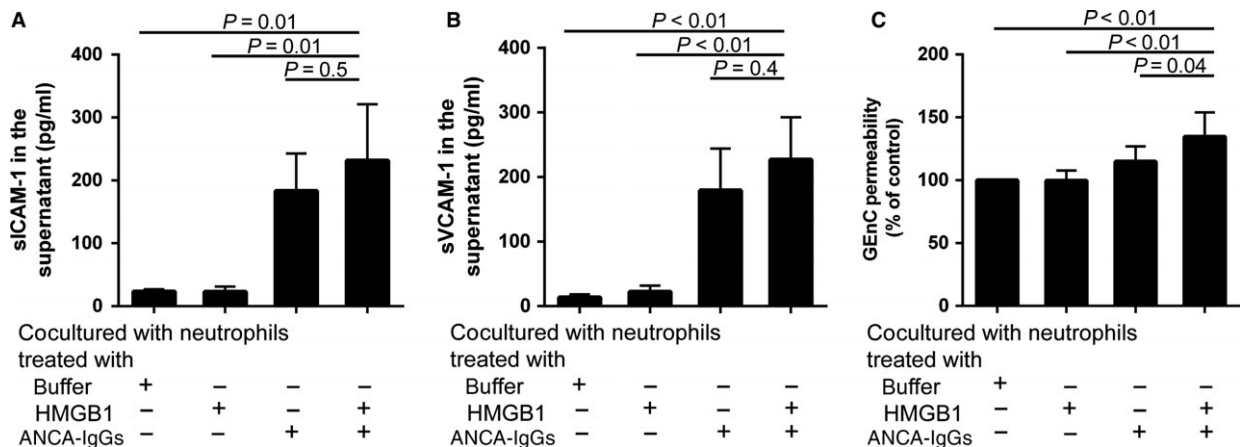 A
P = 0.01
P = 0.01
P = 0.5
sICAM-1 in the
supernatant (pg/ml)
400
300
200
100
0
Cocultured with neutrophils
treated with
Buffer + – – –
HMGB1 – + – +
ANCA-IgGs – – + +
B
P < 0.01
P < 0.01
P = 0.4
sVCAM-1 in the
supernatant (pg/ml)
400
300
200
100
0
Cocultured with neutrophils
treated with
Buffer + – – –
HMGB1 – + – +
ANCA-IgGs – – + +
C
P < 0.01
P < 0.01
P = 0.04
GEnC permeability
(% of control)
200
150
100
50
0
Cocultured with neutrophils
treated with
Buffer + – – –
HMGB1 – + – +
ANCA-IgGs – – + +